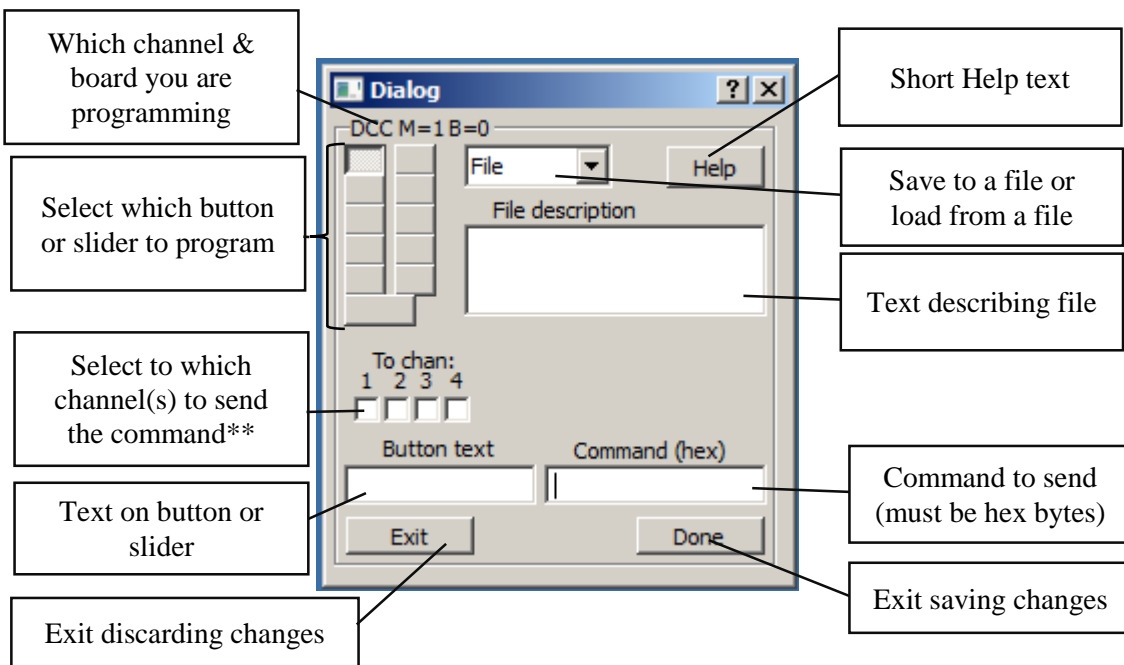 Which channel &
board you are
programming
Select which button
or slider to program
Select to which
channel(s) to send
the command**
Text on button or
slider
Exit discarding changes
Dialog
?
X
DCC M=1 B=0
File
Help
File description
To chan:
1 2 3 4
Button text
Command (hex)
Exit
Done
Short Help text
Save to a file or
load from a file
Text describing file
Command to send
(must be hex bytes)
Exit saving changes